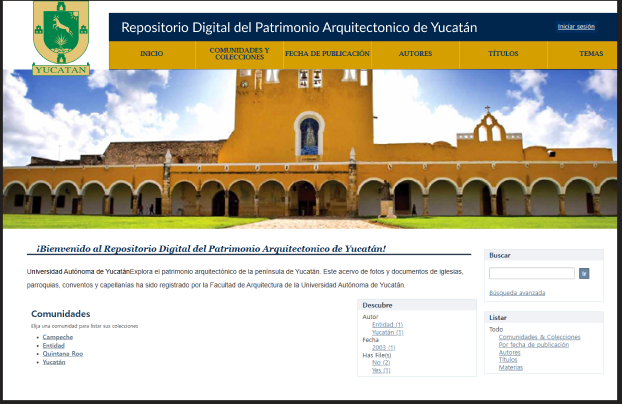 YUCATAN
Repositorio Digital del Patrimonio Arquitectonico de Yucatán
Iniciar sesión
INICIO
COMUNIDADES Y
COLECCIONES
FECHA DE PUBLICACIÓN
AUTORES
TÍTULOS
TEMAS
¡Bienvenido al Repositorio Digital del Patrimonio Arquitectonico de Yucatán!
Universidad Autónoma de YucatánExplora el patrimonio arquitectónico de la península de Yucatán. Este acervo de fotos y documentos de iglesias,
parroquias, conventos y capellanías ha sido registrado por la Facultad de Arquitectura de la Universidad Autónoma de Yucatán.
Comunidades
Elija una comunidad para listar sus colecciones
Campeche
Entidad
Quintana Roo
Yucatán
Descubre
Autor
Entidad (1)
Yucatán (1)
Fecha
2003 (1)
Has File(s)
No (2)
Yes (1)
Buscar
Ir
Búsqueda avanzada
Listar
Todo
Comunidades & Colecciones
Por fecha de publicación
Autores
Títulos
Materias